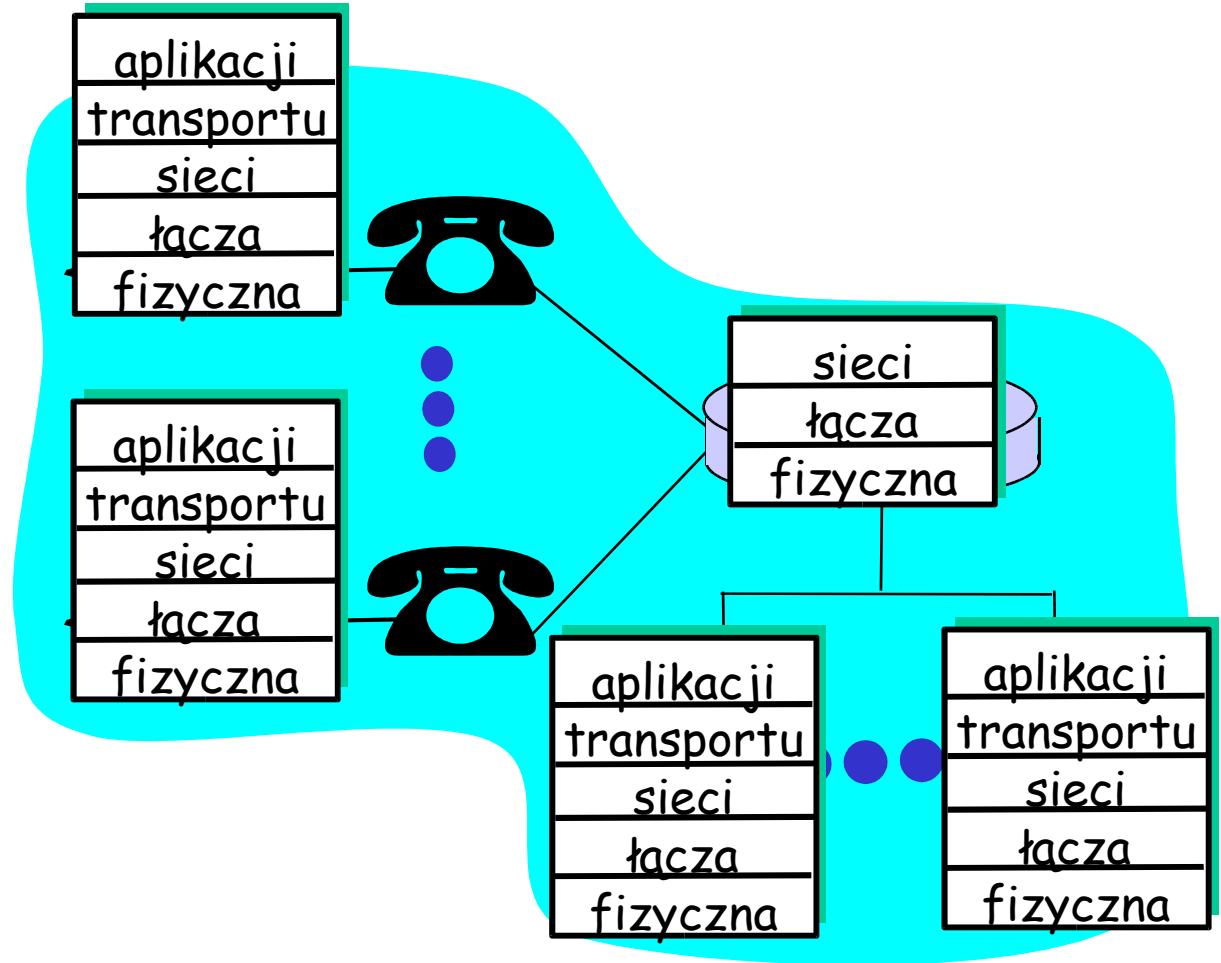 aplikacji
transportu
sieci
łącza
fizyczna
aplikacji
transportu
sieci
łącza
fizyczna
sieci
łącza
fizyczna
aplikacji
transportu
sieci
łącza
fizyczna
aplikacji
transportu
sieci
łącza
fizyczna